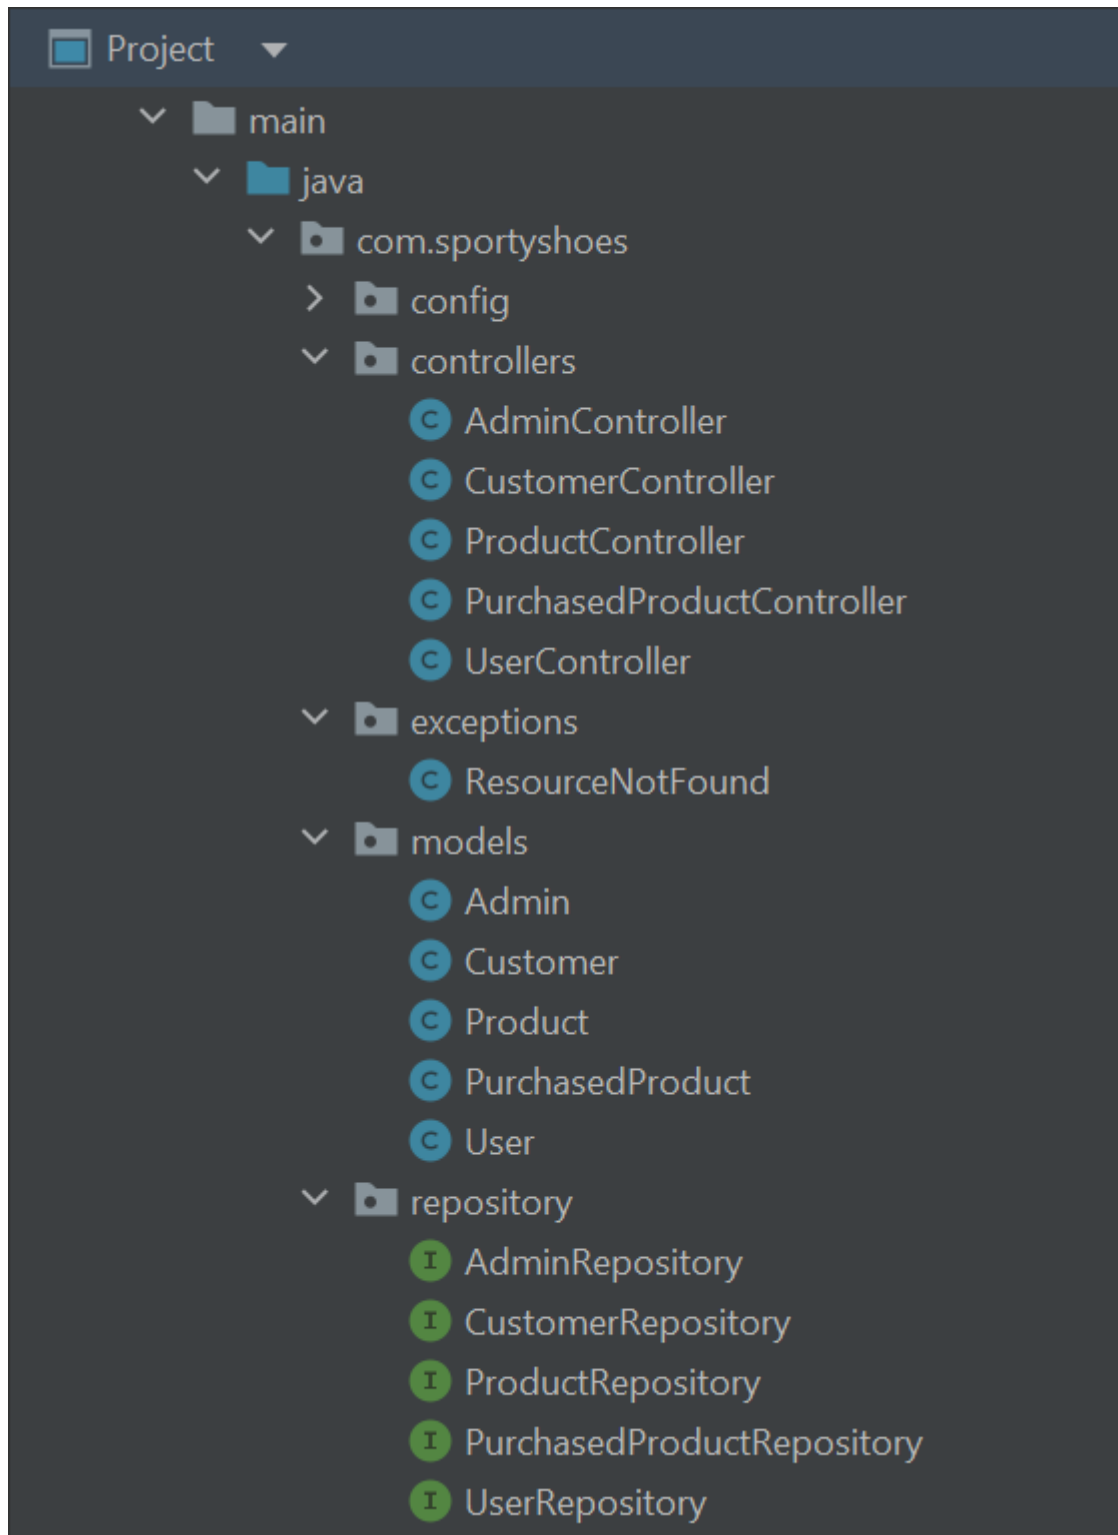 Project
main
java
com.sportyshoes
config
controllers
C AdminController
C CustomerController
C ProductController
C PurchasedProductController
C UserController
exceptions
C ResourceNotFound
models
C Admin
C Customer
C Product
C PurchasedProduct
C User
repository
I AdminRepository
I CustomerRepository
I ProductRepository
I PurchasedProductRepository
I UserRepository